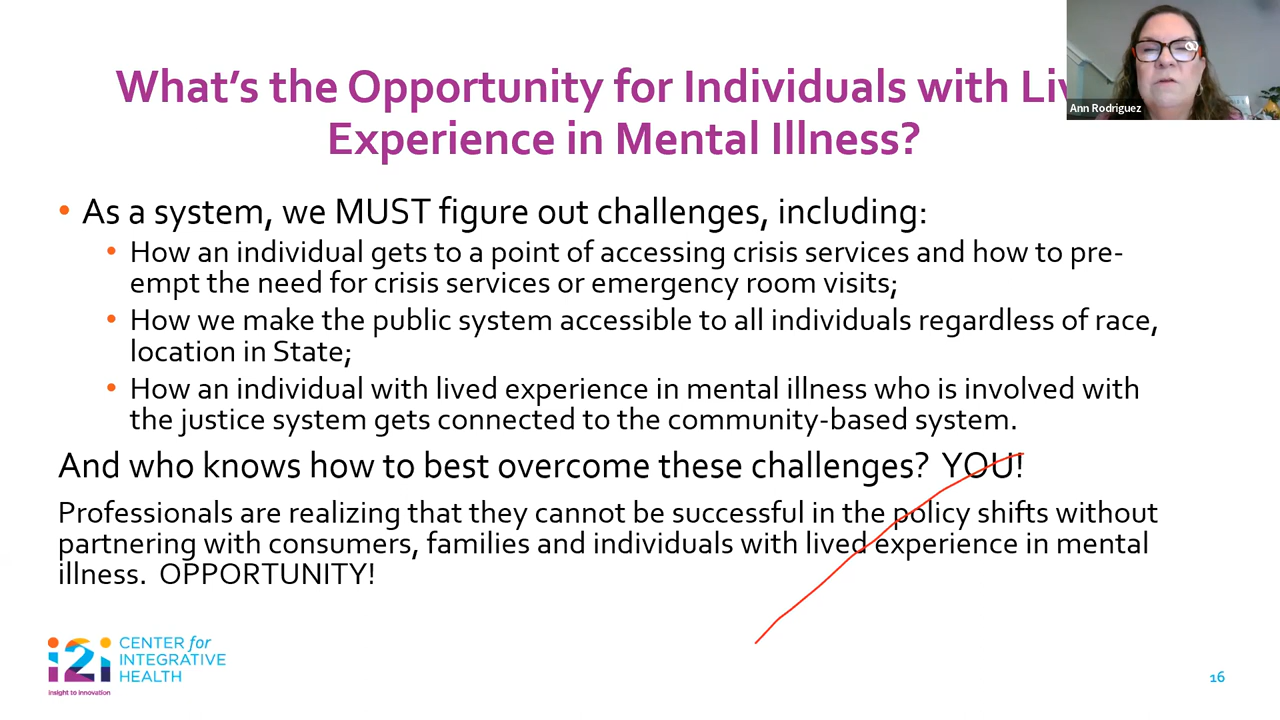 What's the Opportunity for Individuals with Liv
Experience in Mental Illness?
Ann Rodriguez
• As a system, we MUST figure out challenges, including:
• How an individual gets to a point of accessing crisis services and how to pre-
empt the need for crisis services or emergency room visits;
• How we make the public system accessible to all individuals regardless of race,
location in State;
• How an individual with lived experience in mental illness who is involved with
the justice system gets connected to the community-based system.
And who knows how to best overcome these challenges? YOU!
Professionals are realizing that they cannot be successful in the policy shifts without
partnering with consumers, families and individuals with lived experience in mental
illness. OPPORTUNITY!
i2i
CENTER for
INTEGRATIVE
HEALTH
insight to innovation
16